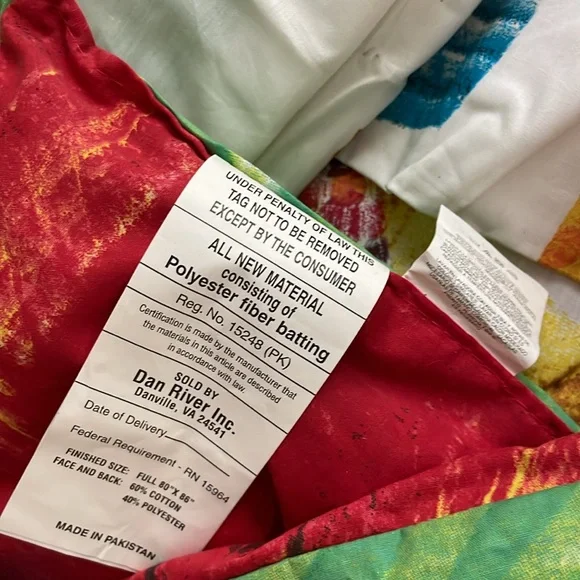 UNDER PENALTY OF LAW THIS
TAG NOT TO BE REMOVED
EXCEPT BY THE CONSUMER
ALL NEW MATERIAL
consisting of
Polyester fiber batting
Reg. No. 15248 (PK)
Certification is made by the manufacturer that
the materials in this article are described
in accordance with law.
SOLD BY
Dan River Inc.
Danville, VA 24541
Date of Delivery
Federal Requirement - RN 15964
FINISHED SIZE: FULL 80" X 86"
FACE AND BACK: 60% COTTON
40% POLYESTER
MADE IN PAKISTAN